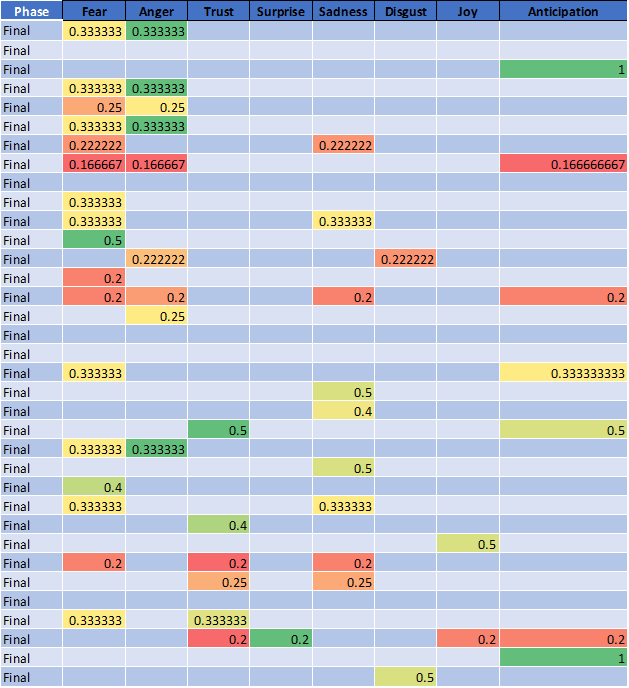 Phase Fear Anger Trust Surprise Sadness Disgust Joy Anticipation
Final 0.333333 0.333333
Final
Final 1
Final 0.333333 0.333333
Final 0.25 0.25
Final 0.333333 0.333333
Final 0.222222 0.222222
Final 0.166667 0.166667 0.166666667
Final
Final 0.333333
Final 0.333333 0.333333
Final 0.5
Final 0.222222 0.222222
Final 0.2
Final 0.2 0.2 0.2 0.2
Final 0.25
Final
Final
Final 0.333333 0.333333333
Final 0.5
Final 0.4
Final 0.5 0.5
Final 0.333333 0.333333
Final 0.5
Final 0.4
Final 0.333333 0.333333
Final 0.4
Final 0.5
Final 0.2 0.2 0.2
Final 0.25 0.25
Final
Final 0.333333 0.333333
Final 0.2 0.2 0.2 0.2
Final 1
Final 0.5